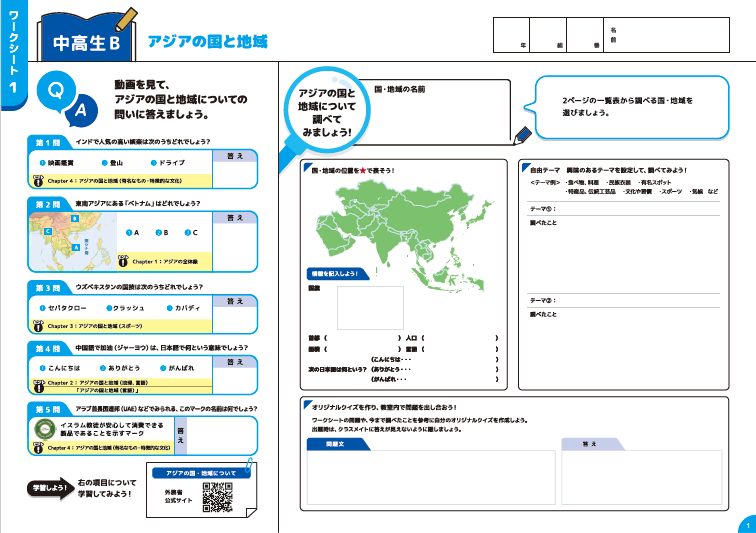 ワークシート1
中高生B
アジアの国と地域
年 組 番 名前
Q A
動画を見て、
アジアの国と地域についての
問いに答えましょう。
第1問 インドで人気の高い娯楽は次のうちどれでしょう?
答え
1 映画鑑賞 2 登山 3 ドライブ
Chapter 4:アジアの国と地域(有名なもの・特徴的な文化)
第2問 東南アジアにある「ベトナム」はどれでしょう?
答え
B
C
A
1 A 2 B 3 C
Chapter 1:アジアの全体像
第3問 ウズベキスタンの国技は次のうちどれでしょう?
答え
1 セパタクロー 2 クラッシュ 3 カバディ
Chapter 3:アジアの国と地域(スポーツ)
第4問 中国語で加油(ジャーヨウ)は、日本語で何という意味でしょう?
答え
1 こんにちは 2 ありがとう 3 がんばれ
Chapter 2:アジアの国と地域(挨拶、言語)
「アジアの国と地域(言語)」
第5問 アラブ首長国連邦(UAE)などでみられる、このマークの名前は何でしょう?
イスラム教徒が安心して消費できる
製品であることを示すマーク
答え
Chapter 4:アジアの国と地域(有名なもの・特徴的な文化)
学習しよう!
右の項目について
学習してみよう!
アジアの国・地域について
外務省
公式サイト
アジアの国と
地域について
調べて
みましょう!
国・地域の名前
2ページの一覧表から調べる国・地域を
選びましょう。
国・地域の位置を★で表そう!
情報を記入しよう!
国旗
首都( ) 人口( )
面積( ) 言語( )
次の日本語は何という?
(こんにちは・・・ )
(ありがとう・・・ )
(がんばれ・・・ )
自由テーマ 興味のあるテーマを設定して、調べてみよう!
<テーマ例> ・食べ物、料理 ・民族衣装 ・有名スポット
・特産品、伝統工芸品 ・文化や習慣 ・スポーツ ・気候 など
テーマ①:
調べたこと
テーマ②:
調べたこと
オリジナルクイズを作り、教室内で問題を出し合おう!
ワークシートの問題や、今まで調べたことを参考に自分のオリジナルクイズを作成しよう。
出題時は、クラスメイトに答えが見えないように隠しましょう。
問題文
答え
1